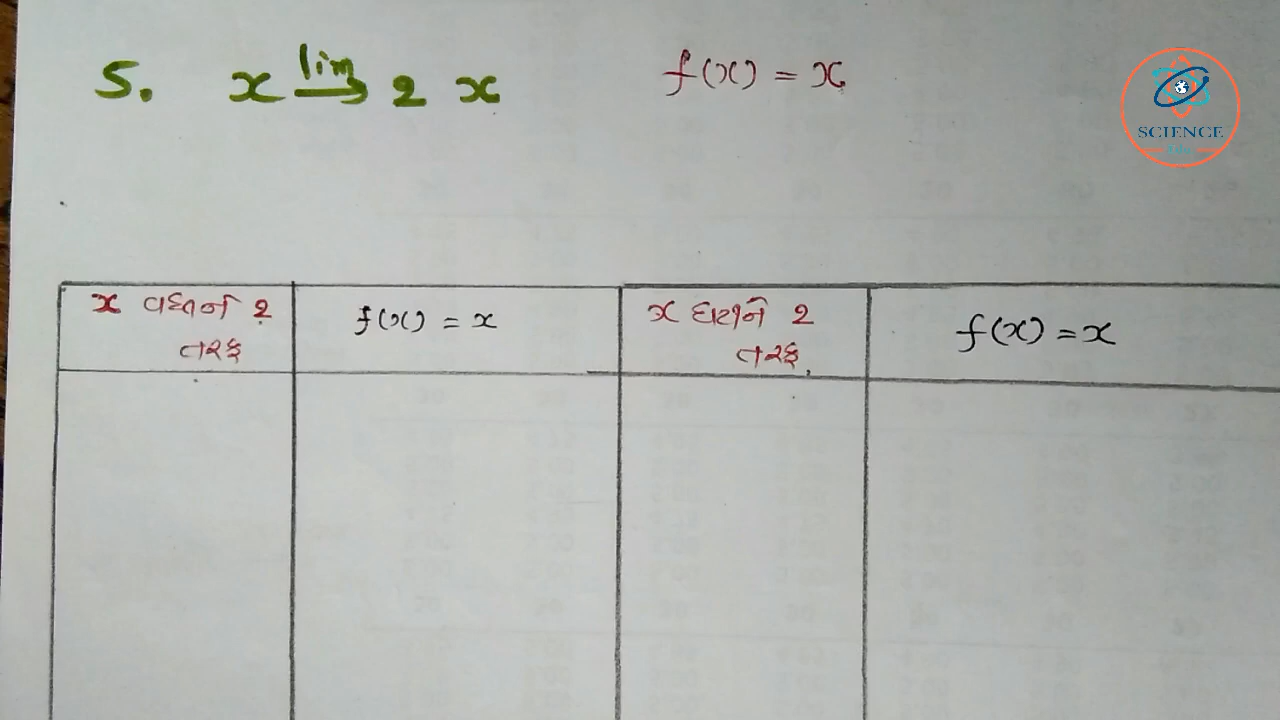 5. x lim→ 2 x
f(x) = x
SCIENCE
x વધીને 2 તરફ
f(x) = x
x ઘટીને 2 તરફ
f(x) = x